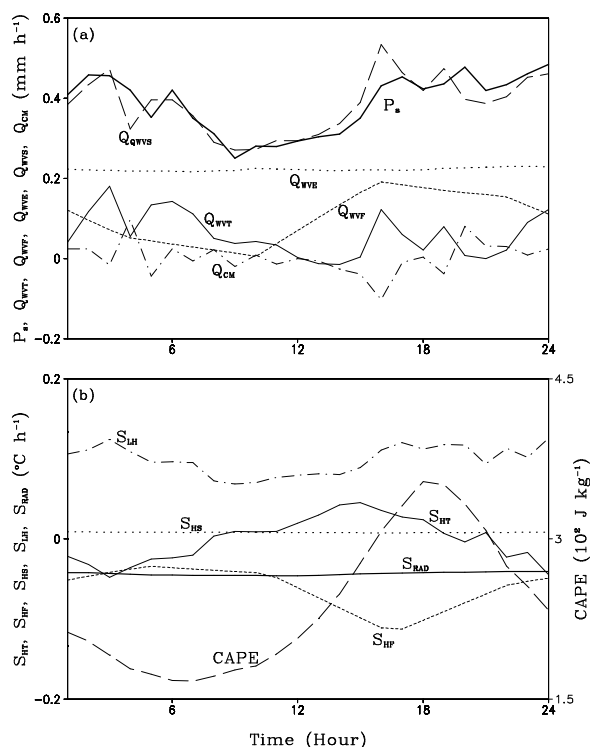 P_s, Q_WVT, Q_WVF, Q_WVE, Q_WVS, Q_CM (mm h⁻¹)
0.6
(a)
0.4
P_s
Q_QWVS
0.2
Q_WVE
Q_WVT
Q_WVF
0
Q_CM
-0.2
6
12
18
24
S_HT, S_HF, S_HS, S_LH, S_RAD (°C h⁻¹)
0.2
(b)
4.5
S_LH
S_HS
S_HT
0
3
S_RAD
CAPE (10² J kg⁻¹)
S_HF
CAPE
-0.2
1.5
6
12
18
24
Time (Hour)